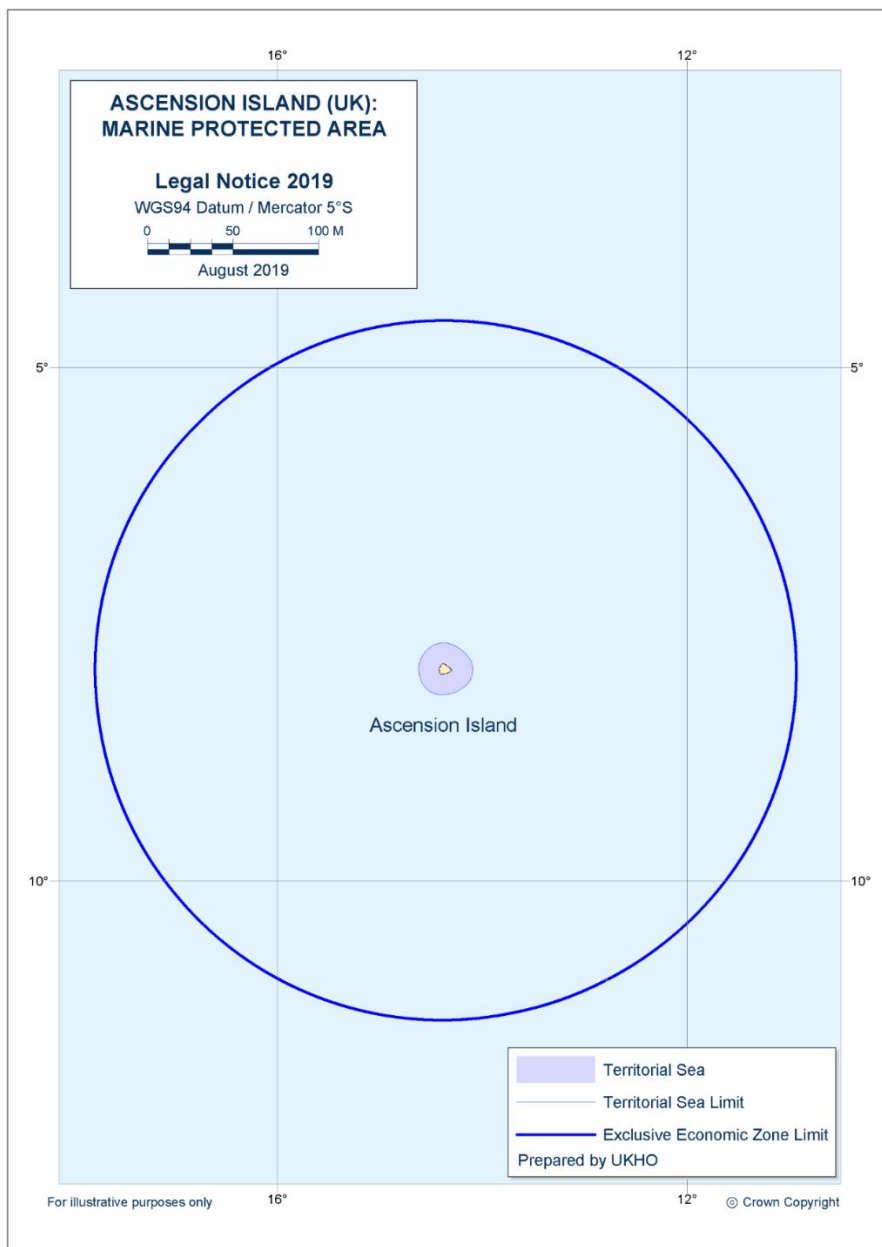 16°
12°
ASCENSION ISLAND (UK):
MARINE PROTECTED AREA
Legal Notice 2019
WGS94 Datum / Mercator 5°S
0 50 100 M
August 2019
5°
5°
Ascension Island
10°
10°
Territorial Sea
Territorial Sea Limit
Exclusive Economic Zone Limit
Prepared by UKHO
For illustrative purposes only
16°
12°
© Crown Copyright